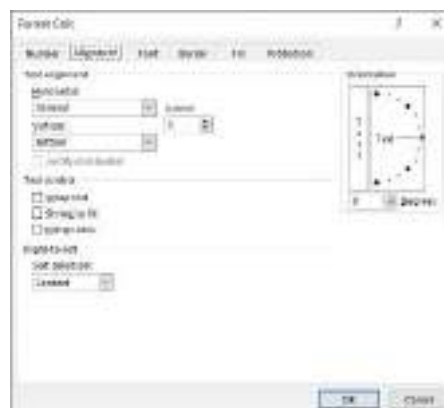 Format Cells ? X
Number Alignment Font Border Fill Protection
Text alignment Orientation
Horizontal:
General Indent:
Vertical: 0
Bottom
Text
Text control
Wrap text
Shrink to fit
Merge cells
0 Degrees
Right-to-left
Text direction:
Context
OK Cancel